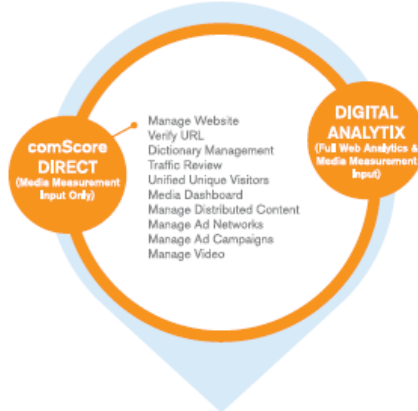 comScore
DIRECT
(Media Measurement
Input Only)
Manage Website
Verify URL
Dictionary Management
Traffic Review
Unified Unique Visitors
Media Dashboard
Manage Distributed Content
Manage Ad Networks
Manage Ad Campaigns
Manage Video
DIGITAL
ANALYTIX
(Full Web Analytics &
Media Measurement
Input)